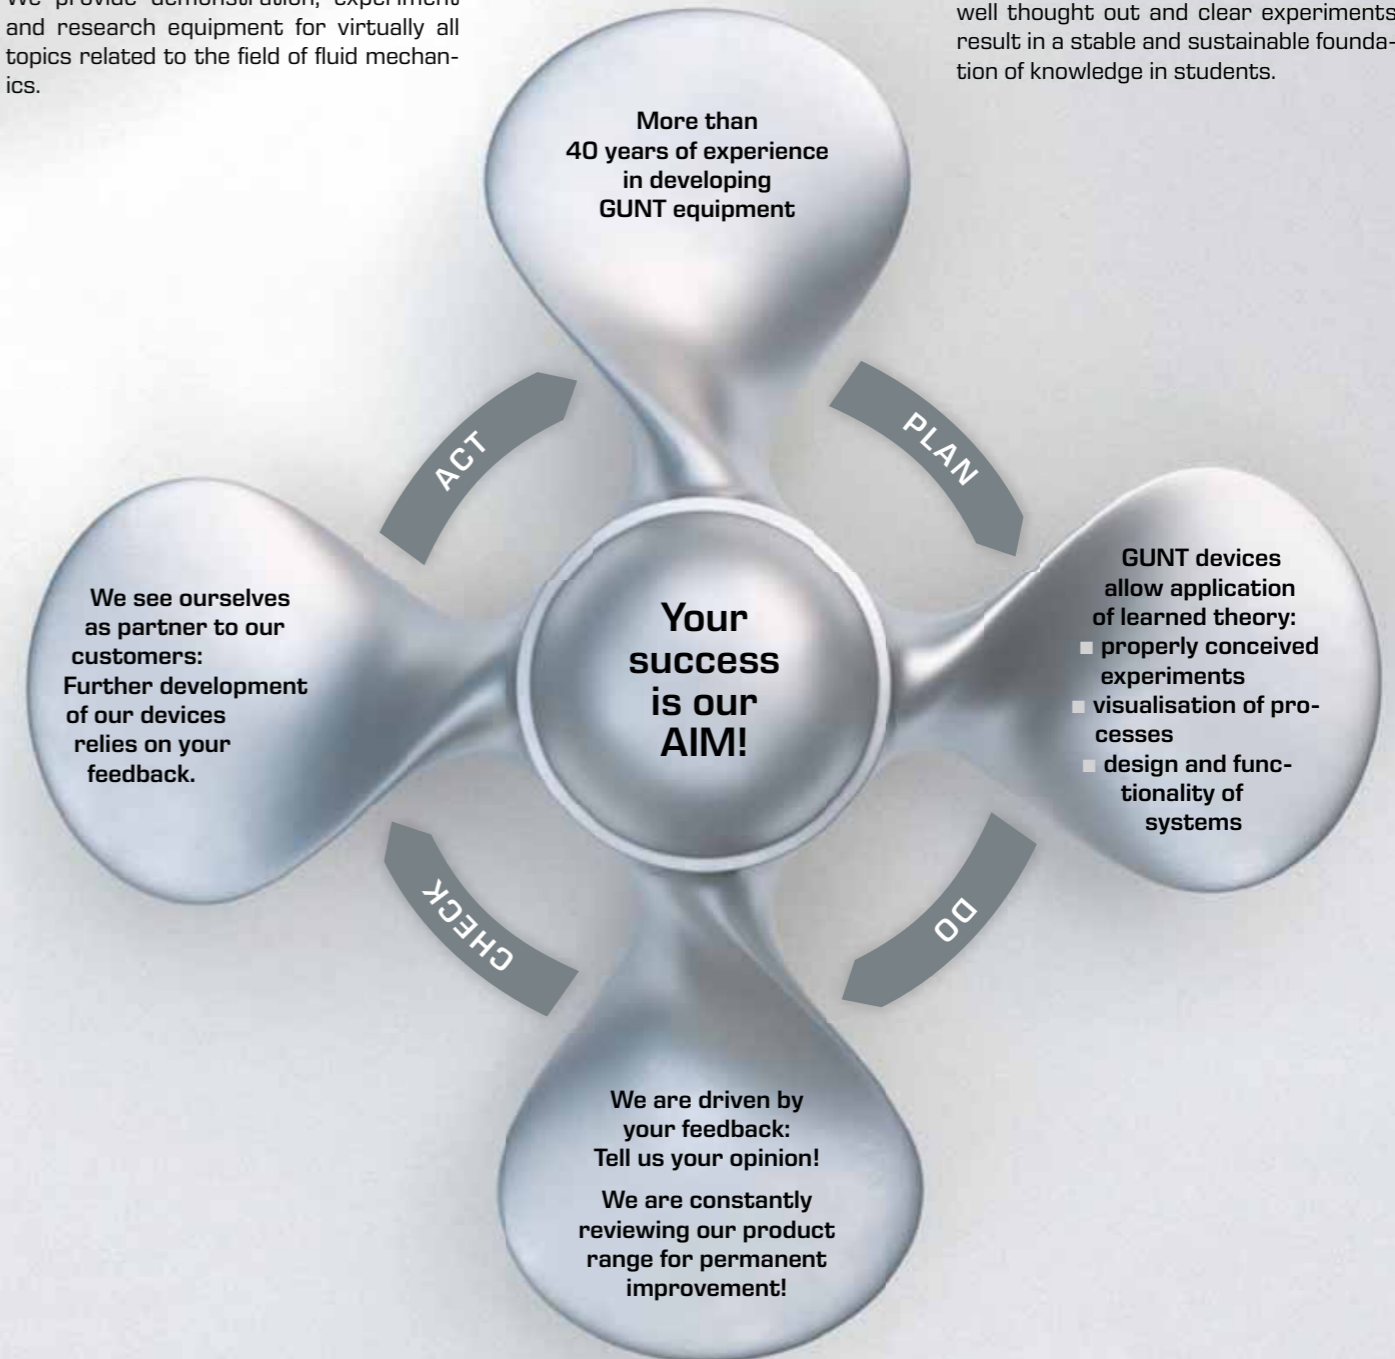 We provide demonstration, experiment
and research equipment for virtually all
topics related to the field of fluid mechan-
ics.
well thought out and clear experiments
result in a stable and sustainable founda-
tion of knowledge in students.
More than
40 years of experience
in developing
GUNT equipment
ACT
PLAN
We see ourselves
as partner to our
customers:
Further development
of our devices
relies on your
feedback.
Your
success
is our
AIM!
GUNT devices
allow application
of learned theory:
■ properly conceived
experiments
■ visualisation of pro-
cesses
■ design and func-
tionality of
systems
CHECK
DO
We are driven by
your feedback:
Tell us your opinion!
We are constantly
reviewing our product
range for permanent
improvement!